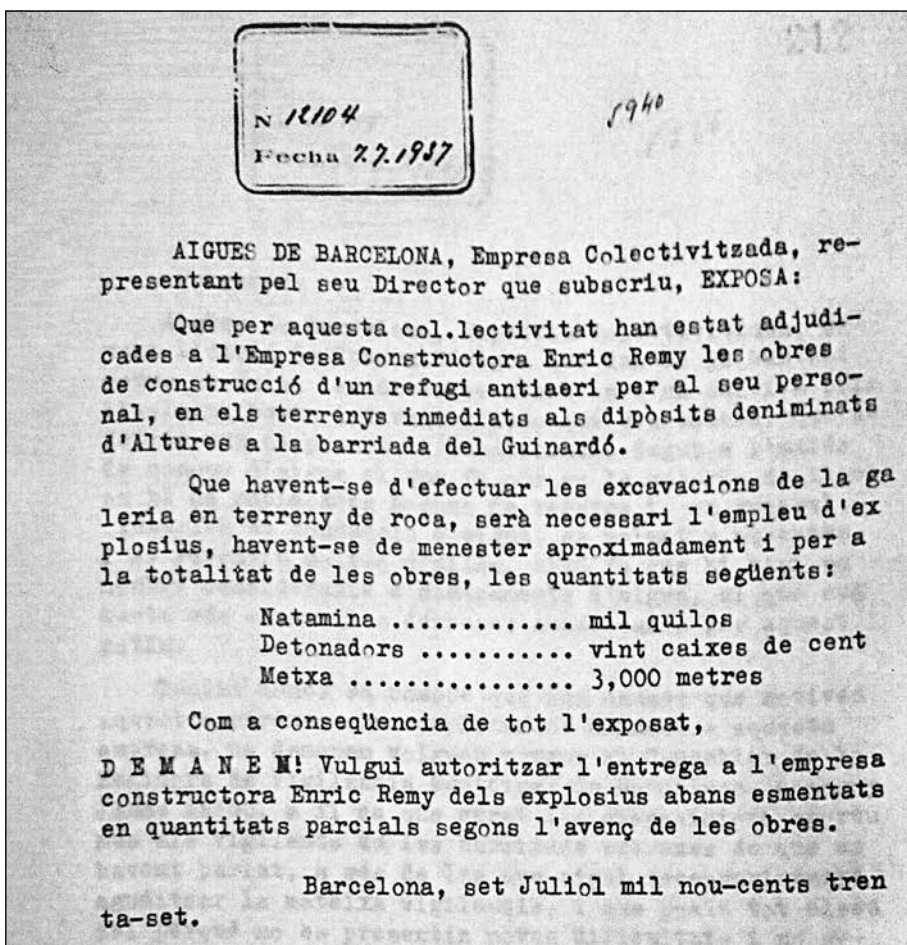 212
N 12104
5940
Fecha 7.7.1937
AIGUES DE BARCELONA, Empresa Colectivitzada, re-
presentant pel seu Director que subscriu, EXPOSA:
Que per aquesta col.lectivitat han estat adjudi-
cades a l'Empresa Constructora Enric Remy les obres
de construcció d'un refugi antiaeri per al seu perso-
nal, en els terrenys inmediats als dipòsits deniminats
d'Altures a la barriada del Guinardó.
Que havent-se d'efectuar les excavacions de la ga
leria en terreny de roca, serà necessari l'empleu d'ex
plosius, havent-se de menester aproximadament i per a
la totalitat de les obres, les quantitats següents:
Natamina ............. mil quilos
Detonadors ........... vint caixes de cent
Metxa ................ 3,000 metres
Com a conseqüencia de tot l'exposat,
D E M A N E M! Vulgui autoritzar l'entrega a l'empresa
constructora Enric Remy dels explosius abans esmentats
en quantitats parcials segons l'avenç de les obres.
Barcelona, set Juliol mil nou-cents tren
ta-set.